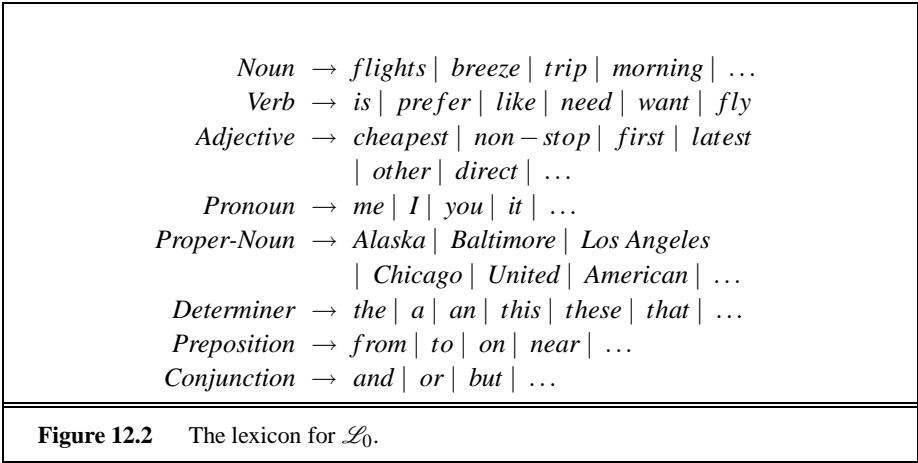 Noun → flights | breeze | trip | morning | ...
Verb → is | prefer | like | need | want | fly
Adjective → cheapest | non−stop | first | latest
| other | direct | ...
Pronoun → me | I | you | it | ...
Proper-Noun → Alaska | Baltimore | Los Angeles
| Chicago | United | American | ...
Determiner → the | a | an | this | these | that | ...
Preposition → from | to | on | near | ...
Conjunction → and | or | but | ...
Figure 12.2 The lexicon for ℒ₀.